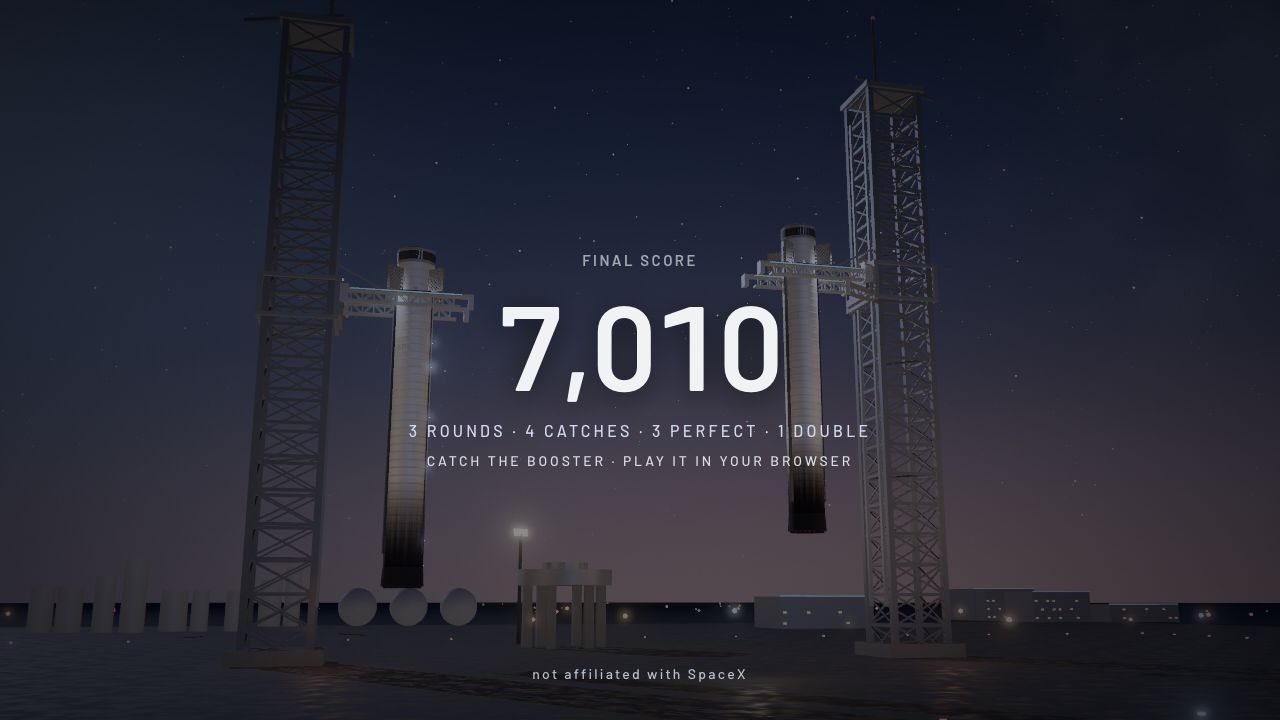 FINAL SCORE
7,010
3 ROUNDS · 4 CATCHES · 3 PERFECT · 1 DOUBLE
CATCH THE BOOSTER · PLAY IT IN YOUR BROWSER
not affiliated with SpaceX